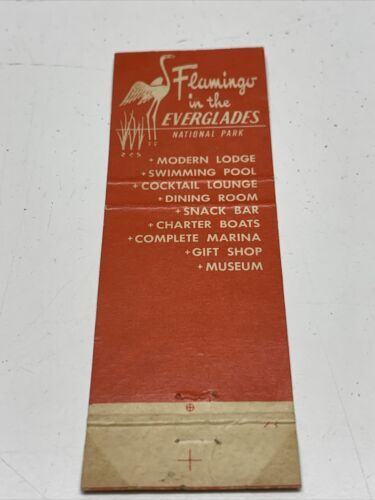 Flamingo
in the
EVERGLADES
NATIONAL PARK
+ MODERN LODGE
+ SWIMMING POOL
+ COCKTAIL LOUNGE
+ DINING ROOM
+ SNACK BAR
+ CHARTER BOATS
+ COMPLETE MARINA
+ GIFT SHOP
+ MUSEUM